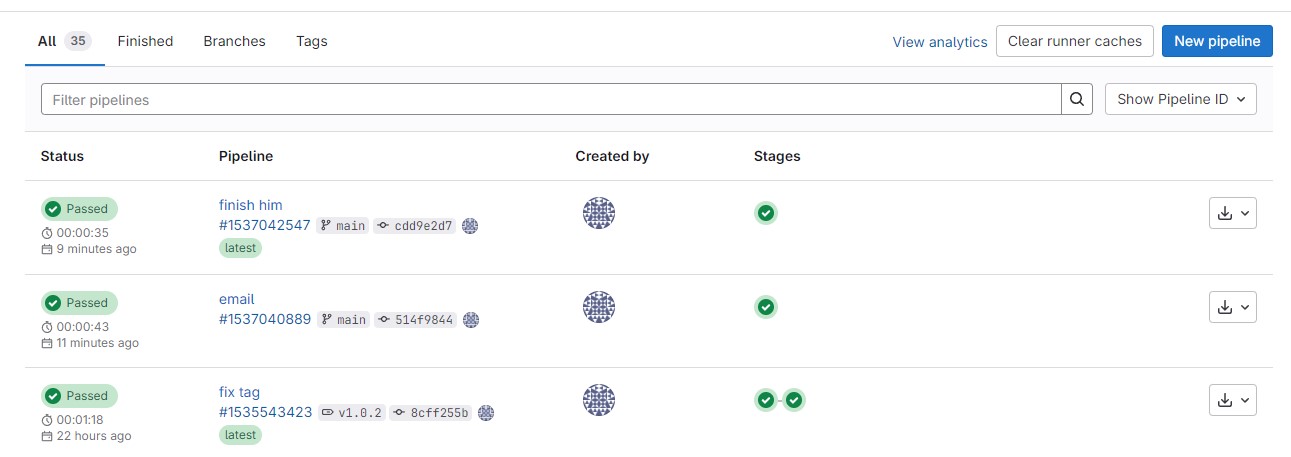 All 35 Finished Branches Tags View analytics Clear runner caches New pipeline
Filter pipelines Show Pipeline ID
Status Pipeline Created by Stages
Passed
00:00:35
9 minutes ago
finish him
#1537042547 main cdd9e2d7
latest
Passed
00:00:43
11 minutes ago
email
#1537040889 main 514f9844
Passed
00:01:18
22 hours ago
fix tag
#1535543423 v1.0.2 8cff255b
latest